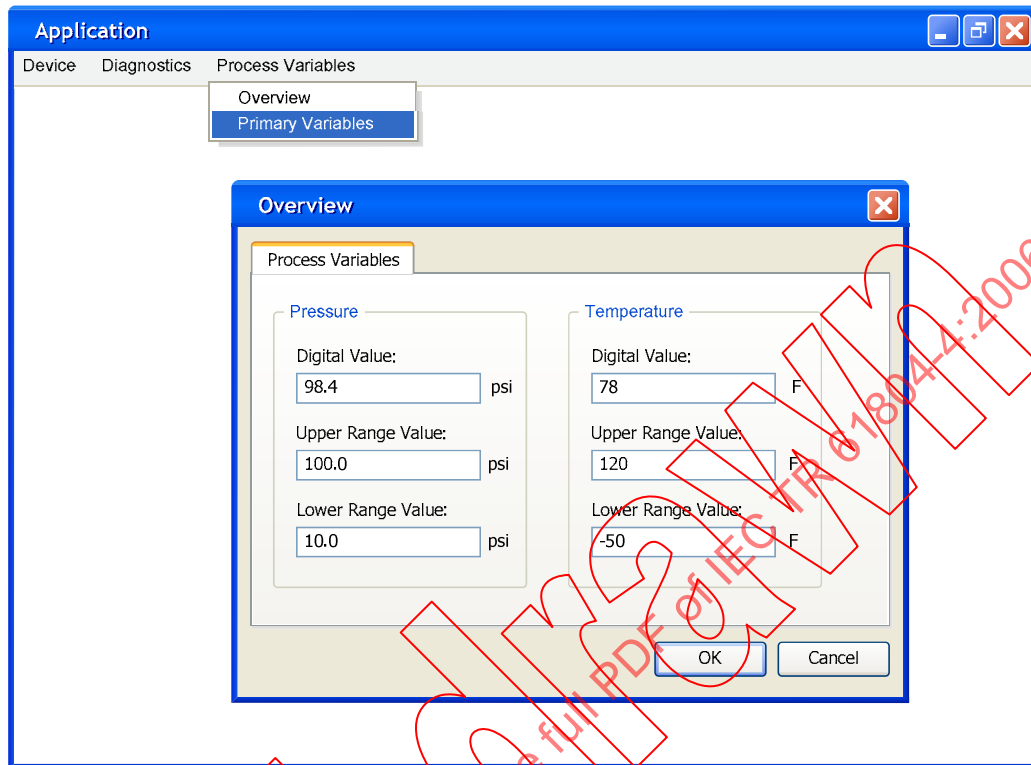 Application
Device Diagnostics Process Variables
Overview
Primary Variables
Overview
Process Variables
Pressure
Digital Value:
98.4 psi
Upper Range Value:
100.0 psi
Lower Range Value:
10.0 psi
Temperature
Digital Value:
78 F
Upper Range Value:
120 F
Lower Range Value:
-50 F
OK Cancel
full PDF of IEC TR 61804-4:2006
drawn